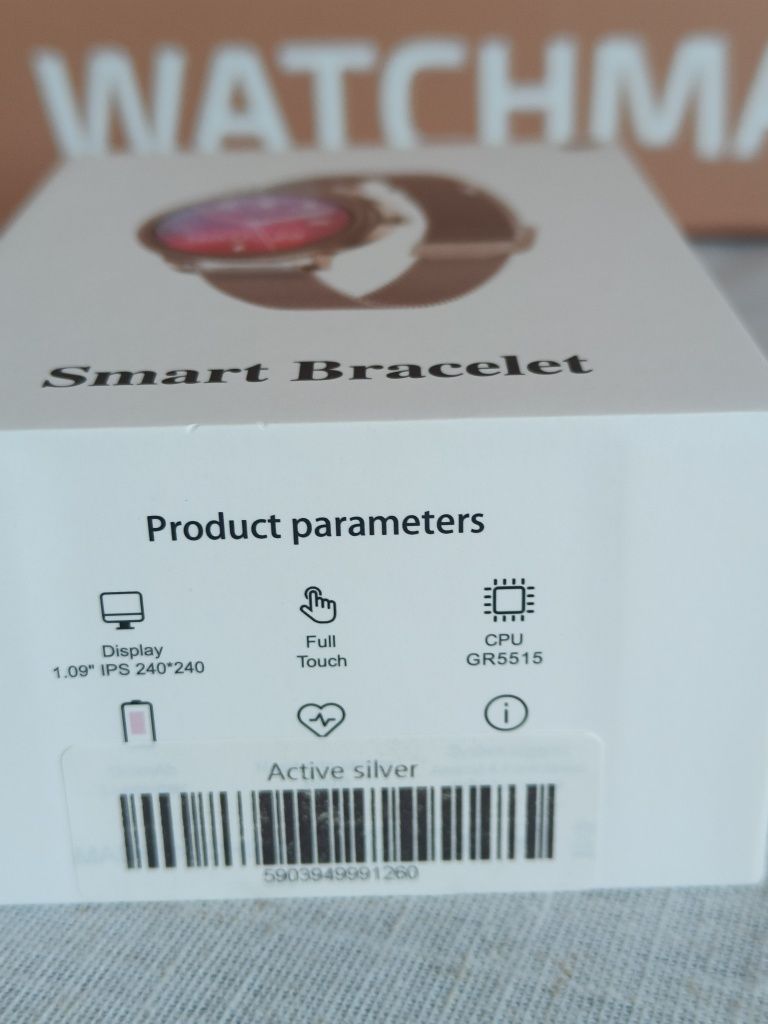 WATCHMA
Smart Bracelet
Product parameters
Display
1.09" IPS 240*240
Full
Touch
CPU
GR5515
Active silver
5903949991260